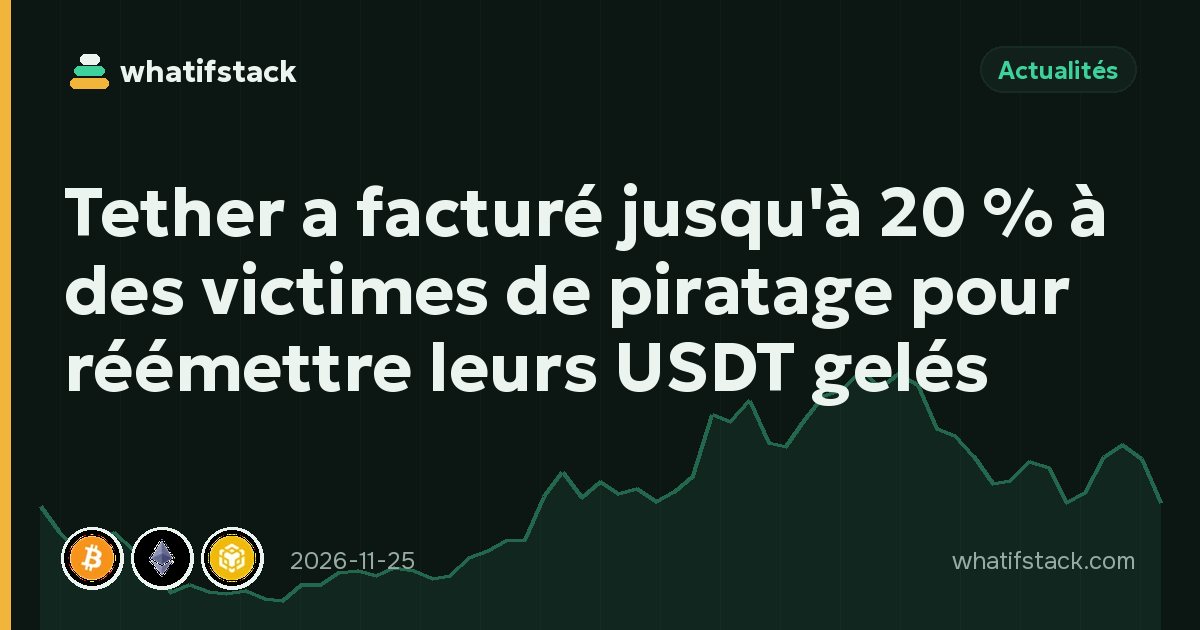 whatifstack
Actualités
Tether a facturé jusqu'à 20 % à
des victimes de piratage pour
réémettre leurs USDT gelés
2026-11-25
whatifstack.com